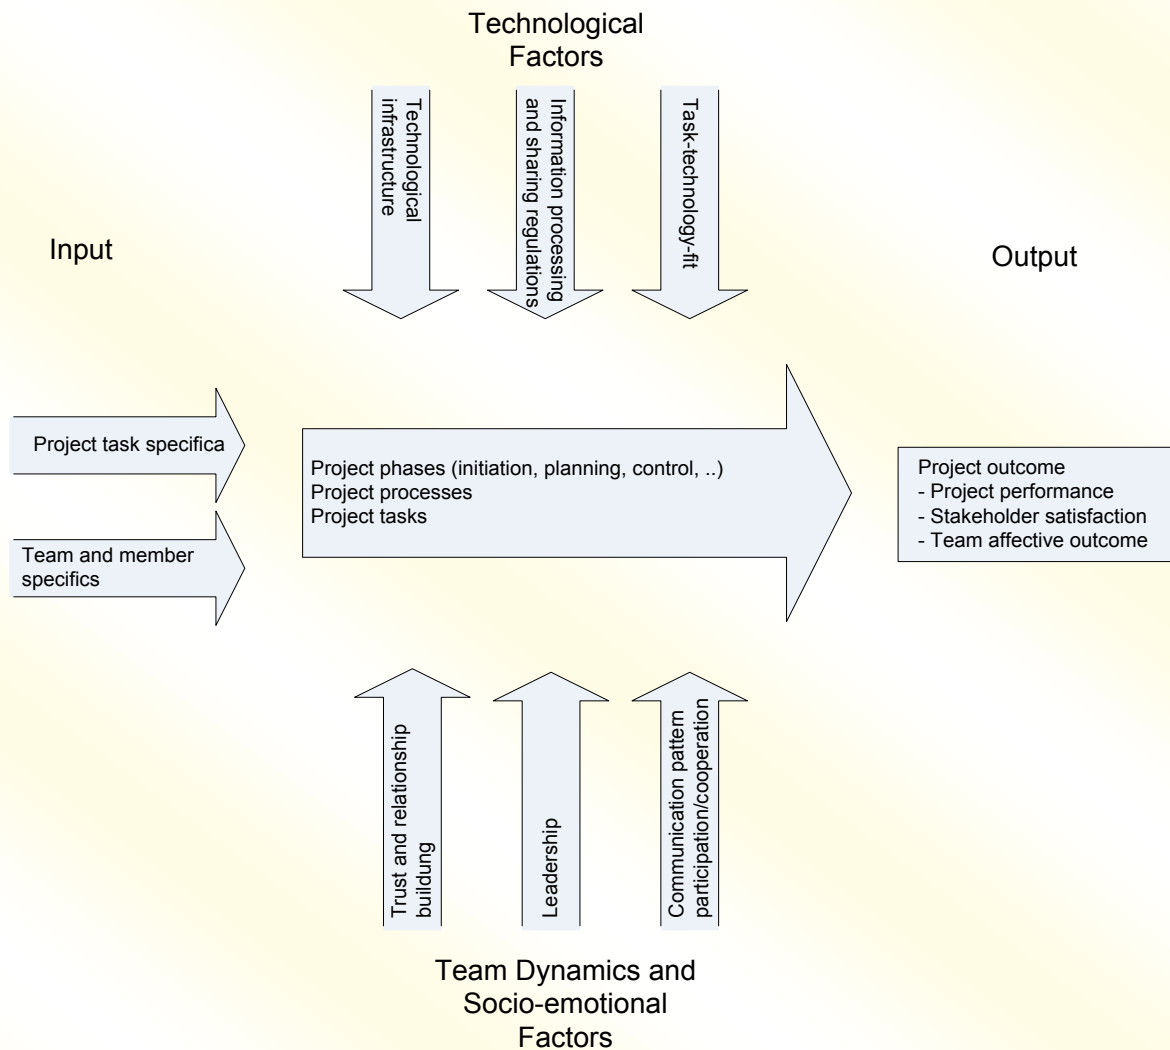 Technological
Factors
Technological
infrastructure
Information processing
and sharing regulations
Task-technology-fit
Input
Output
Project task specifica
Team and member
specifics
Project phases (initiation, planning, control, ..)
Project processes
Project tasks
Project outcome
- Project performance
- Stakeholder satisfaction
- Team affective outcome
Trust and relationship
buildung
Leadership
Communication pattern
participation/cooperation
Team Dynamics and
Socio-emotional
Factors